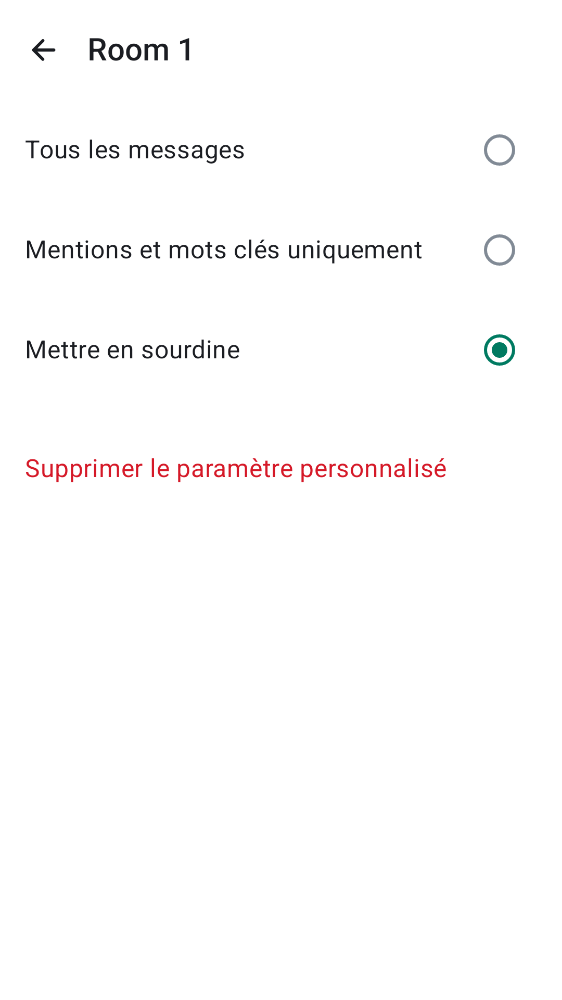 Room 1
Tous les messages
Mentions et mots clés uniquement
Mettre en sourdine
Supprimer le paramètre personnalisé